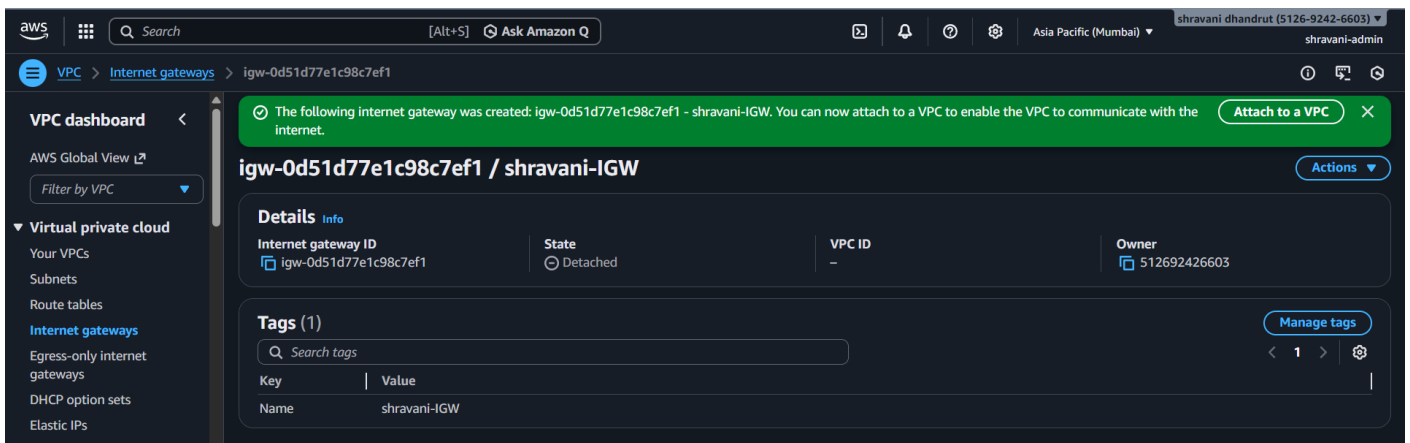 aws
Search [Alt+S] Ask Amazon Q
Asia Pacific (Mumbai) ▼
shravani dhandrut (5126-9242-6603) ▼
shravani-admin
VPC > Internet gateways > igw-0d51d77e1c98c7ef1
VPC dashboard
AWS Global View
Filter by VPC
Virtual private cloud
Your VPCs
Subnets
Route tables
Internet gateways
Egress-only internet
gateways
DHCP option sets
Elastic IPs
The following internet gateway was created: igw-0d51d77e1c98c7ef1 - shravani-IGW. You can now attach to a VPC to enable the VPC to communicate with the
internet.
Attach to a VPC
igw-0d51d77e1c98c7ef1 / shravani-IGW
Actions
Details Info
Internet gateway ID
igw-0d51d77e1c98c7ef1
State
Detached
VPC ID
–
Owner
512692426603
Tags (1)
Manage tags
Search tags
1
Key Value
Name shravani-IGW